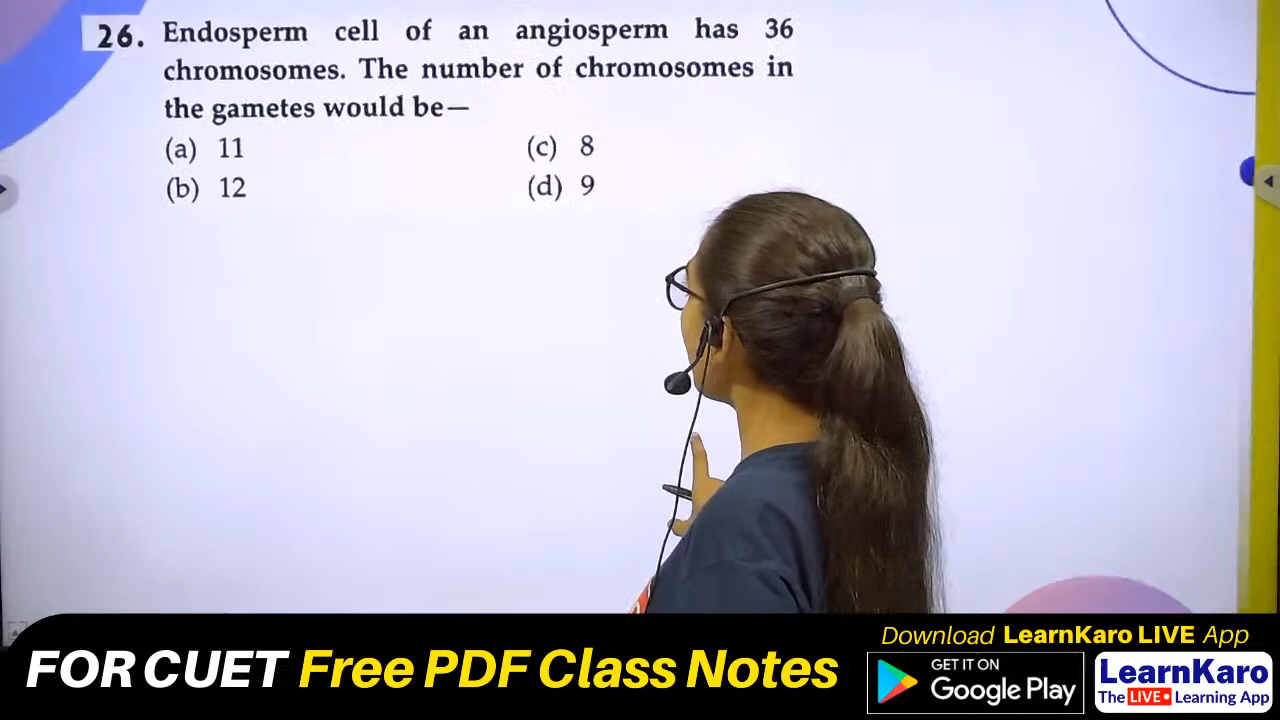 26. Endosperm cell of an angiosperm has 36
chromosomes. The number of chromosomes in
the gametes would be—
(a) 11
(c) 8
(b) 12
(d) 9
FOR CUET Free PDF Class Notes
Download LearnKaro LIVE App
GET IT ON
Google Play
LearnKaro
The LIVE Learning App